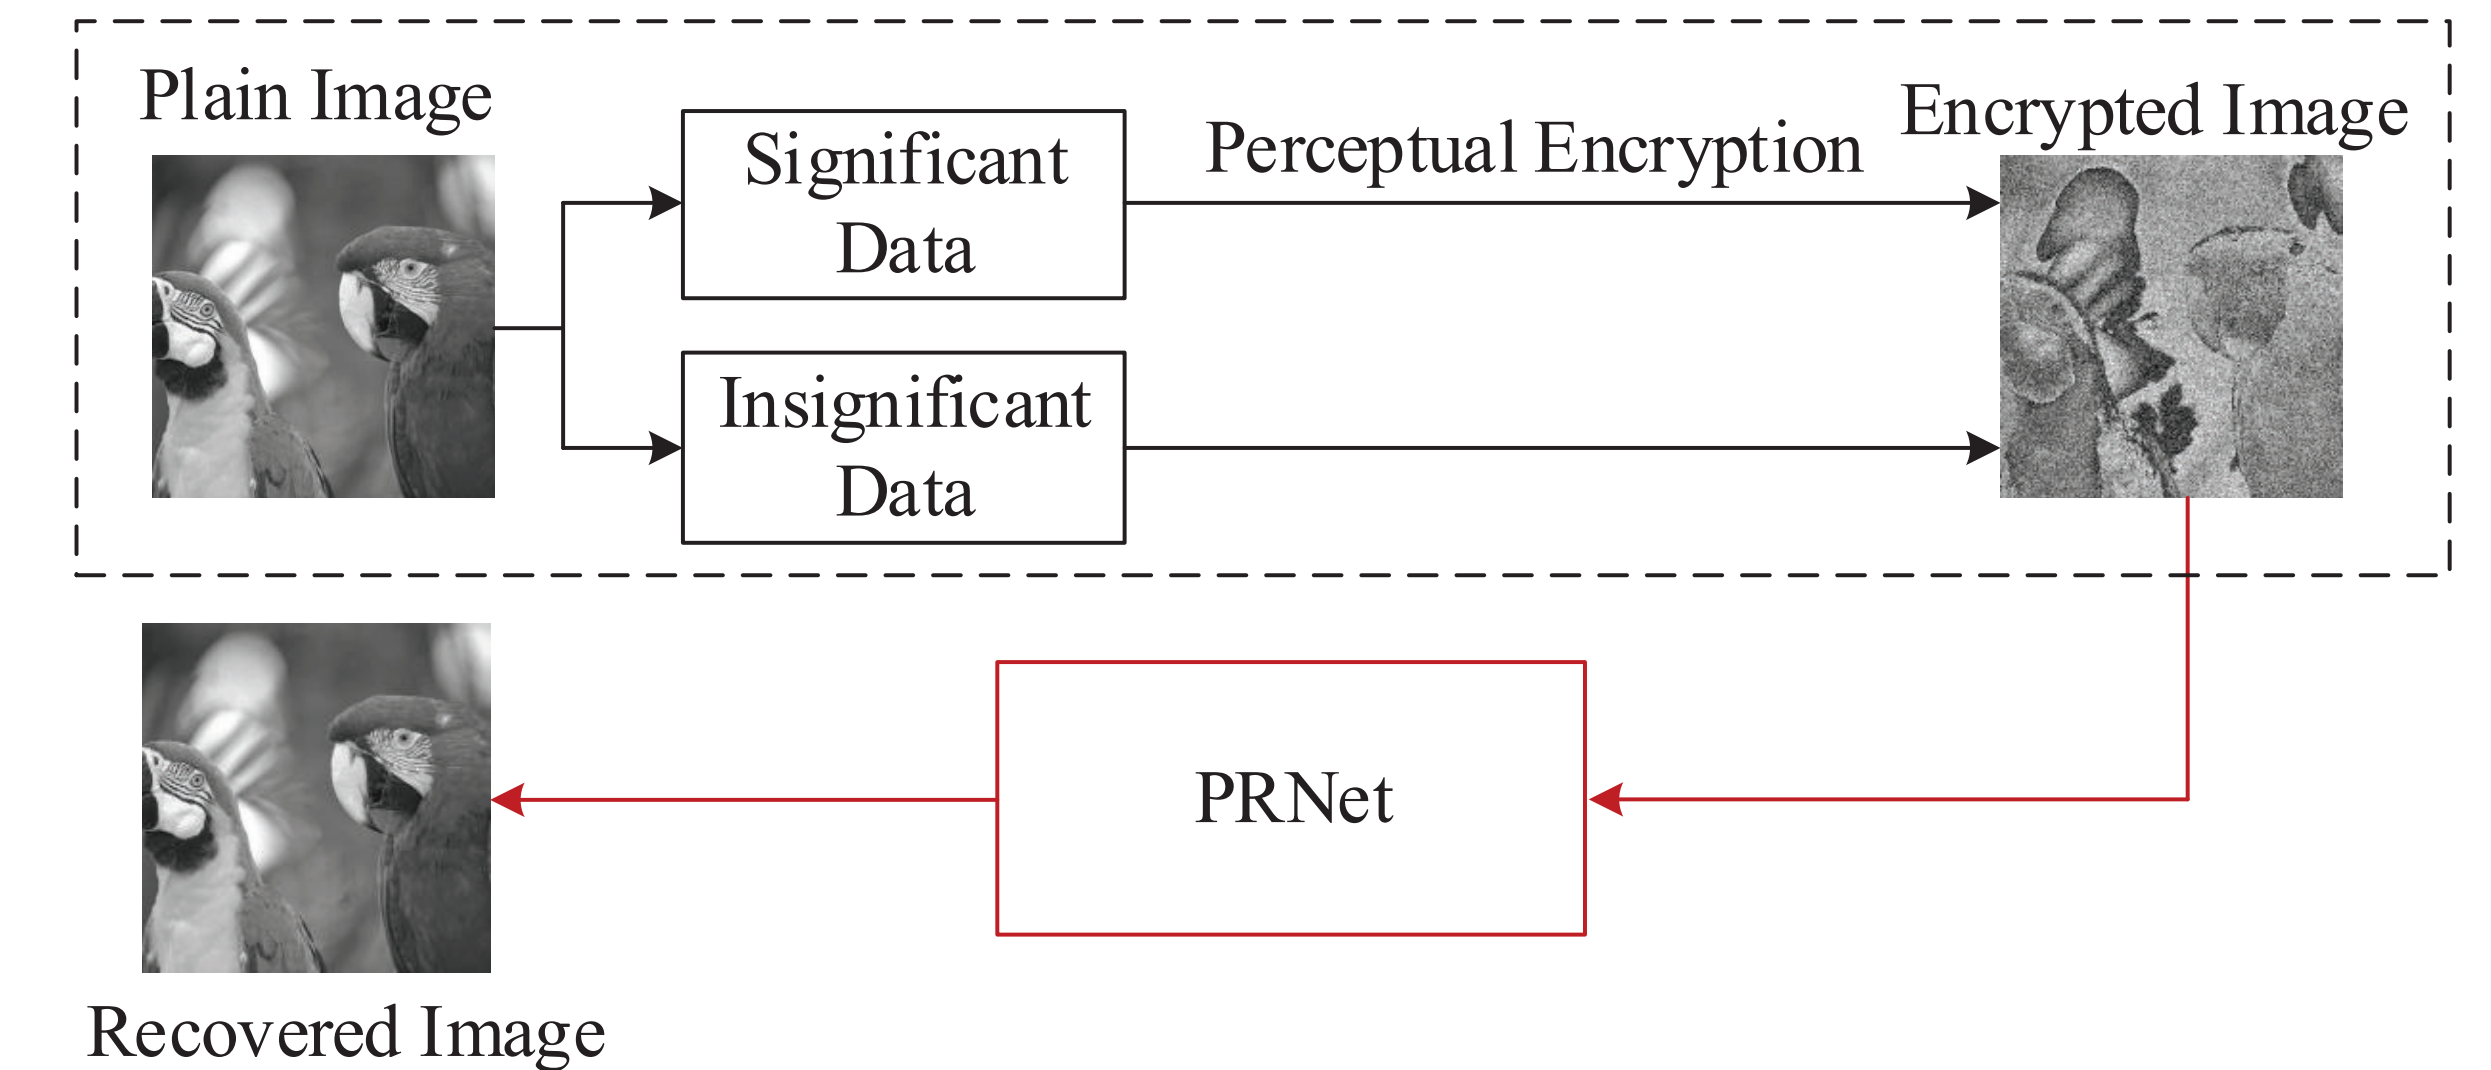 Plain Image
Significant
Data
Perceptual Encryption
Encrypted Image
Insignificant
Data
PRNet
Recovered Image